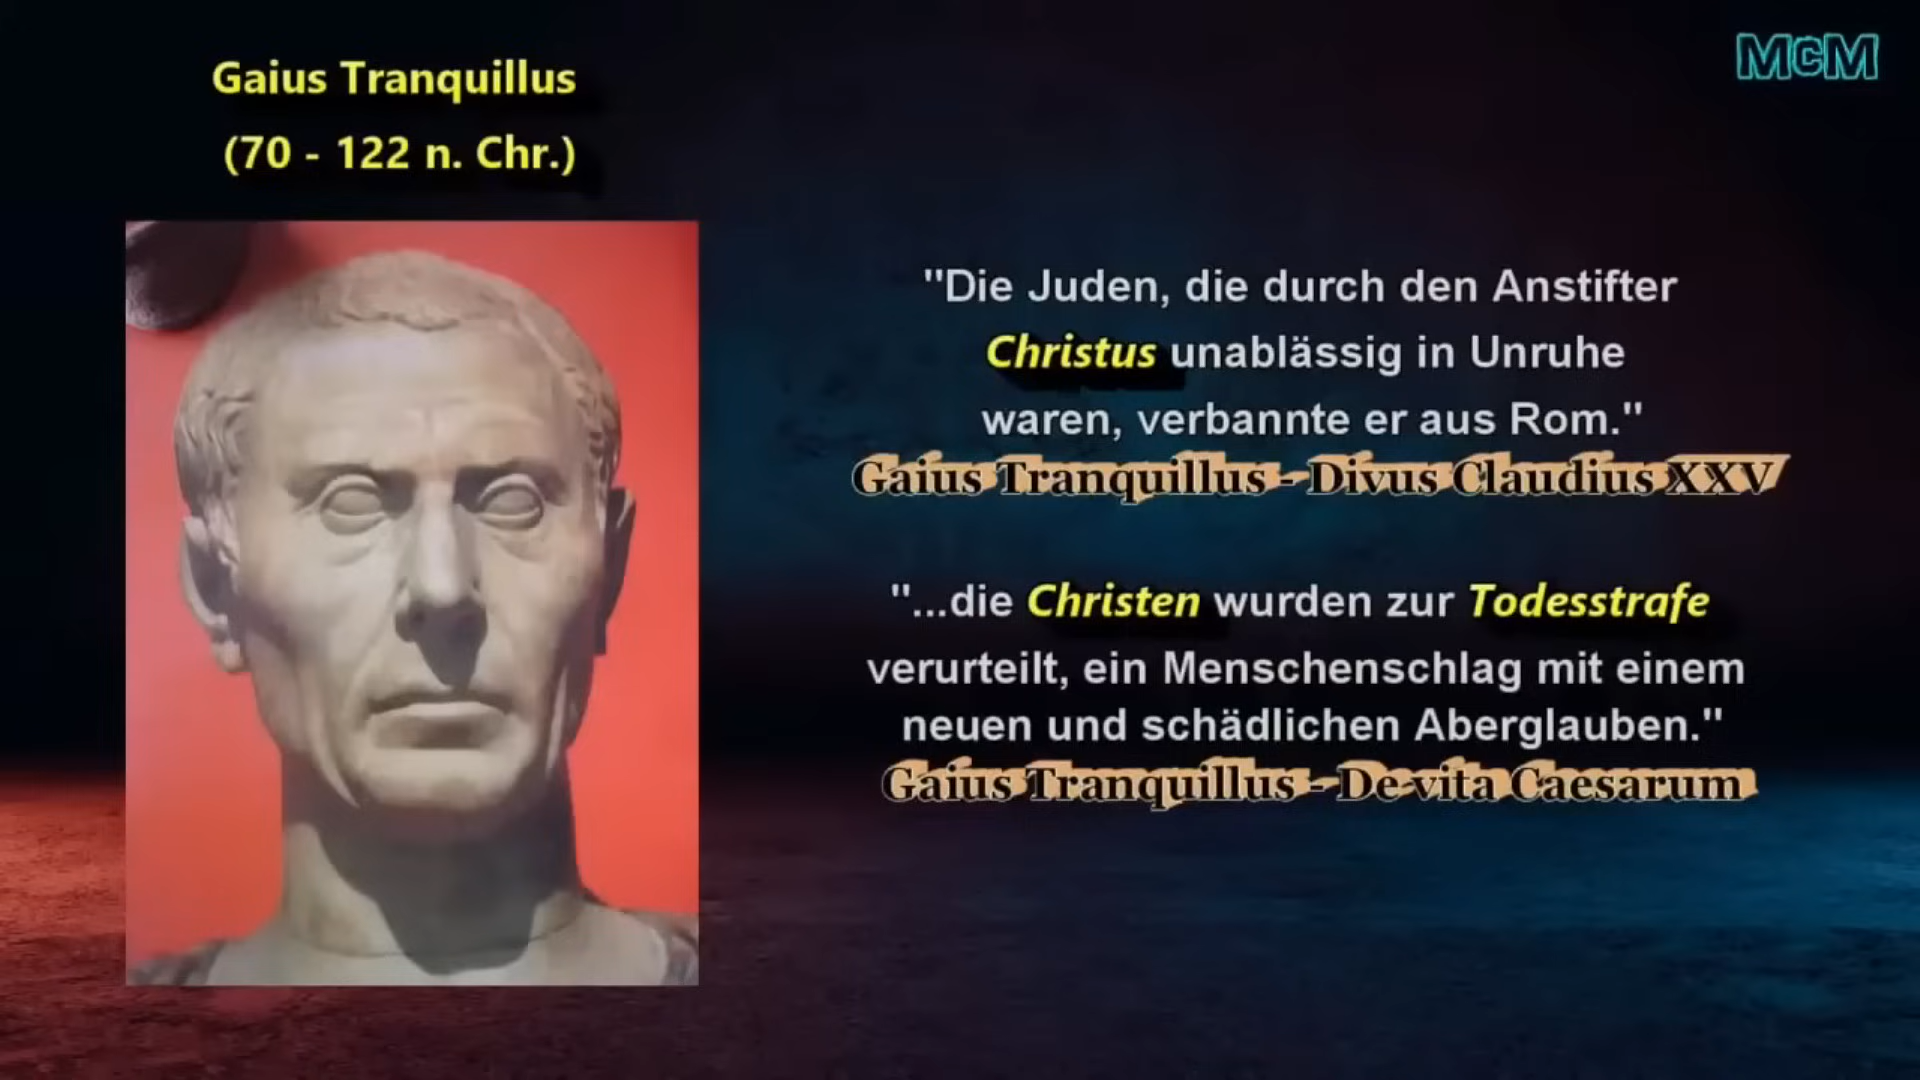 Gaius Tranquillus
(70 - 122 n. Chr.)
McM
"Die Juden, die durch den Anstifter
Christus unablässig in Unruhe
waren, verbannte er aus Rom."
Gaius Tranquillus - Divus Claudius XXV
"...die Christen wurden zur Todesstrafe
verurteilt, ein Menschenschlag mit einem
neuen und schädlichen Aberglauben."
Gaius Tranquillus - De vita Caesarum